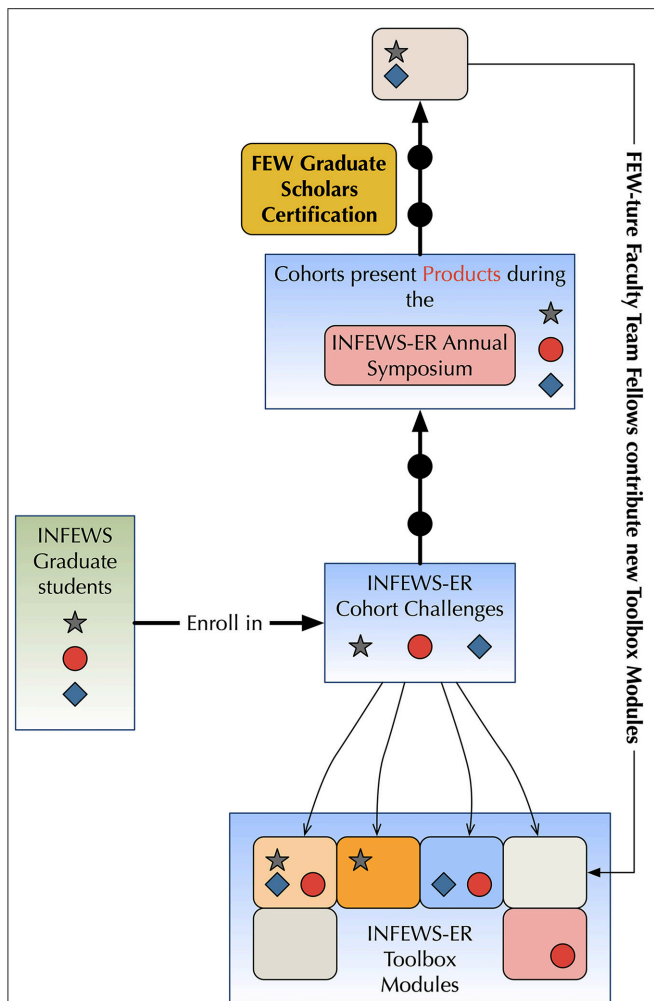 FEW Graduate
Scholars
Certification
Cohorts present Products during
the
INFEWS-ER Annual
Symposium
FEW-ture Faculty Team Fellows contribute new Toolbox Modules
INFEWS
Graduate
students
Enroll in
INFEWS-ER
Cohort Challenges
INFEWS-ER
Toolbox
Modules